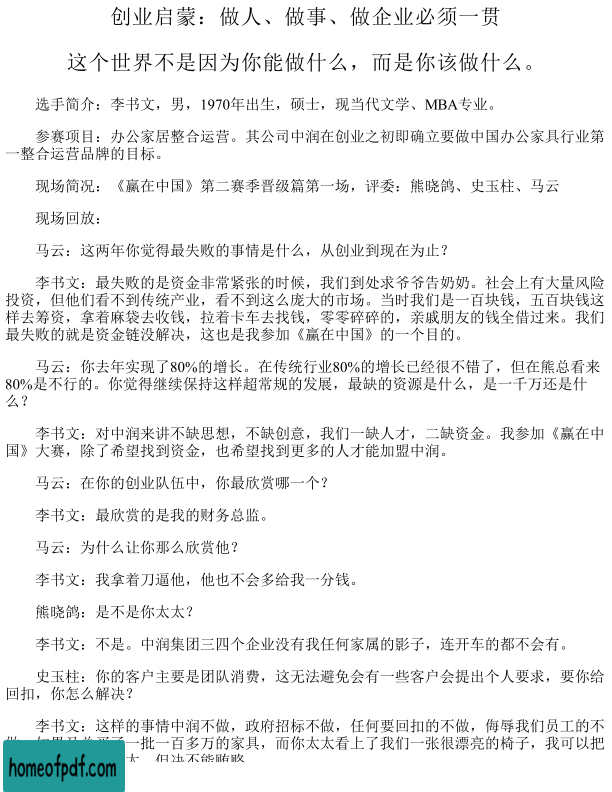 创业启蒙：做人、做事、做企业必须一贯
这个世界不是因为你能做什么，而是你该做什么。
选手简介：李书文，男，1970年出生，硕士，现当代文学、MBA专业。
参赛项目：办公家居整合运营。其公司中润在创业之初即确立要做中国办公家具行业第
一整合运营品牌的目标。
现场简况：《赢在中国》第二赛季晋级篇第一场，评委：熊晓鸽、史玉柱、马云
现场回放：
马云：这两年你觉得最失败的事情是什么，从创业到现在为止？
李书文：最失败的是资金非常紧张的时候，我们到处求爷爷告奶奶。社会上有大量风险
投资，但他们看不到传统产业，看不到这么庞大的市场。当时我们是一百块钱，五百块钱这
样去筹资，拿着麻袋去收钱，拉着卡车去找钱，零零碎碎的，亲戚朋友的钱全借过来。我们
最失败的就是资金链没解决，这也是我参加《赢在中国》的一个目的。
马云：你去年实现了80%的增长。在传统行业80%的增长已经很不错了，但在熊总看来
80%是不行的。你觉得继续保持这样超常规的发展，最缺的资源是什么，是一千万还是什
么？
李书文：对中润来讲不缺思想，不缺创意，我们一缺人才，二缺资金。我参加《赢在中
国》大赛，除了希望找到资金，也希望找到更多的人才能加盟中润。
马云：在你的创业队伍中，你最欣赏哪一个？
李书文：最欣赏的是我的财务总监。
马云：为什么让你那么欣赏他？
李书文：我拿着刀逼他，他也不会多给我一分钱。
熊晓鸽：是不是你太太？
李书文：不是。中润集团三四个企业没有我任何家属的影子，连开车的都不会有。
史玉柱：你的客户主要是团队消费，这无法避免会有一些客户会提出个人要求，要你给
回扣，你怎么解决？
李书文：这样的事情中润不做，政府招标不做，任何要回扣的不做，侮辱我们员工的不
一批一百多万的家具，而你太太看上了我们一张很漂亮的椅子，我可以把
太，但决不能贿赂
homeofpdf.com